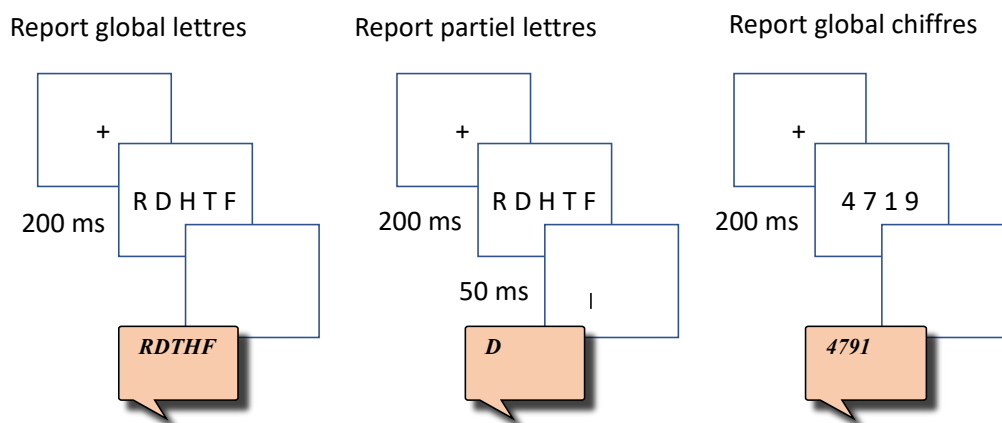 Report global lettres
+
R D H T F
200 ms
RDTHF
Report partiel lettres
+
R D H T F
200 ms
50 ms
|
D
Report global chiffres
+
4 7 1 9
200 ms
4791